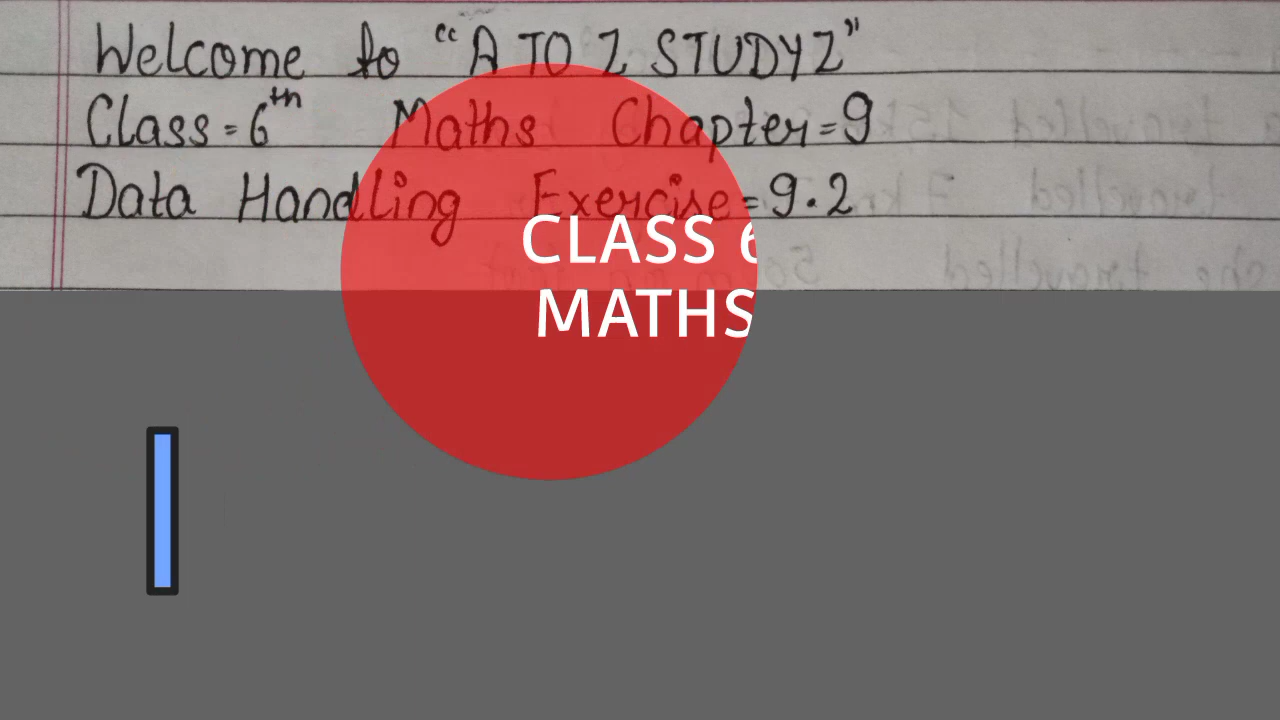 Welcome to "A TO Z STUDYZ"
Class = 6th Maths Chapter = 9
Data Handling Exercise = 9.2
CLASS 6
MATHS